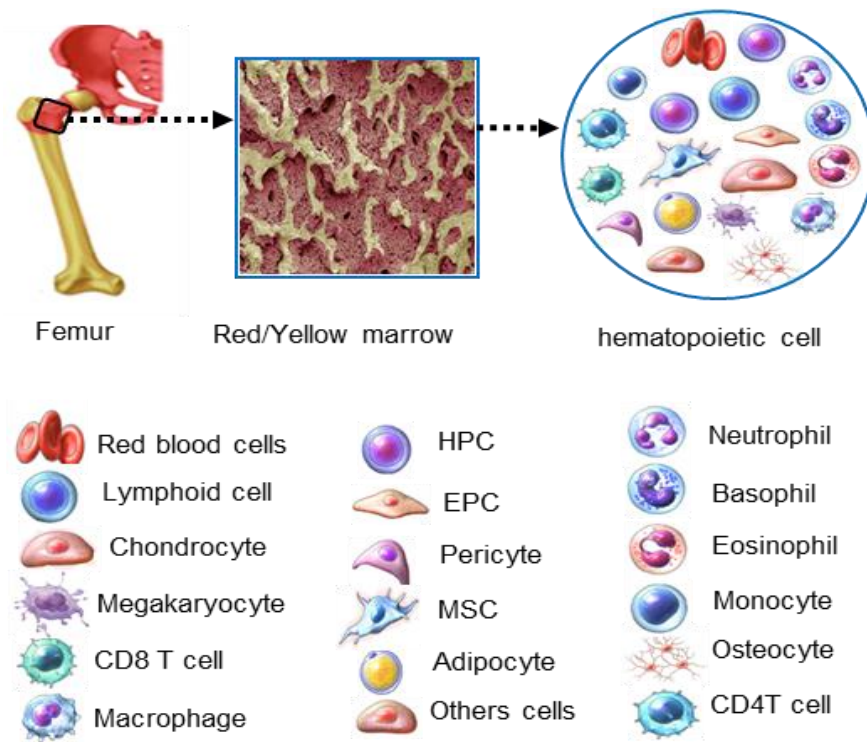 Femur
Red/Yellow marrow
hematopoietic cell
Red blood cells
Lymphoid cell
Chondrocyte
Megakaryocyte
CD8 T cell
Macrophage
HPC
EPC
Pericyte
MSC
Adipocyte
Others cells
Neutrophil
Basophil
Eosinophil
Monocyte
Osteocyte
CD4T cell